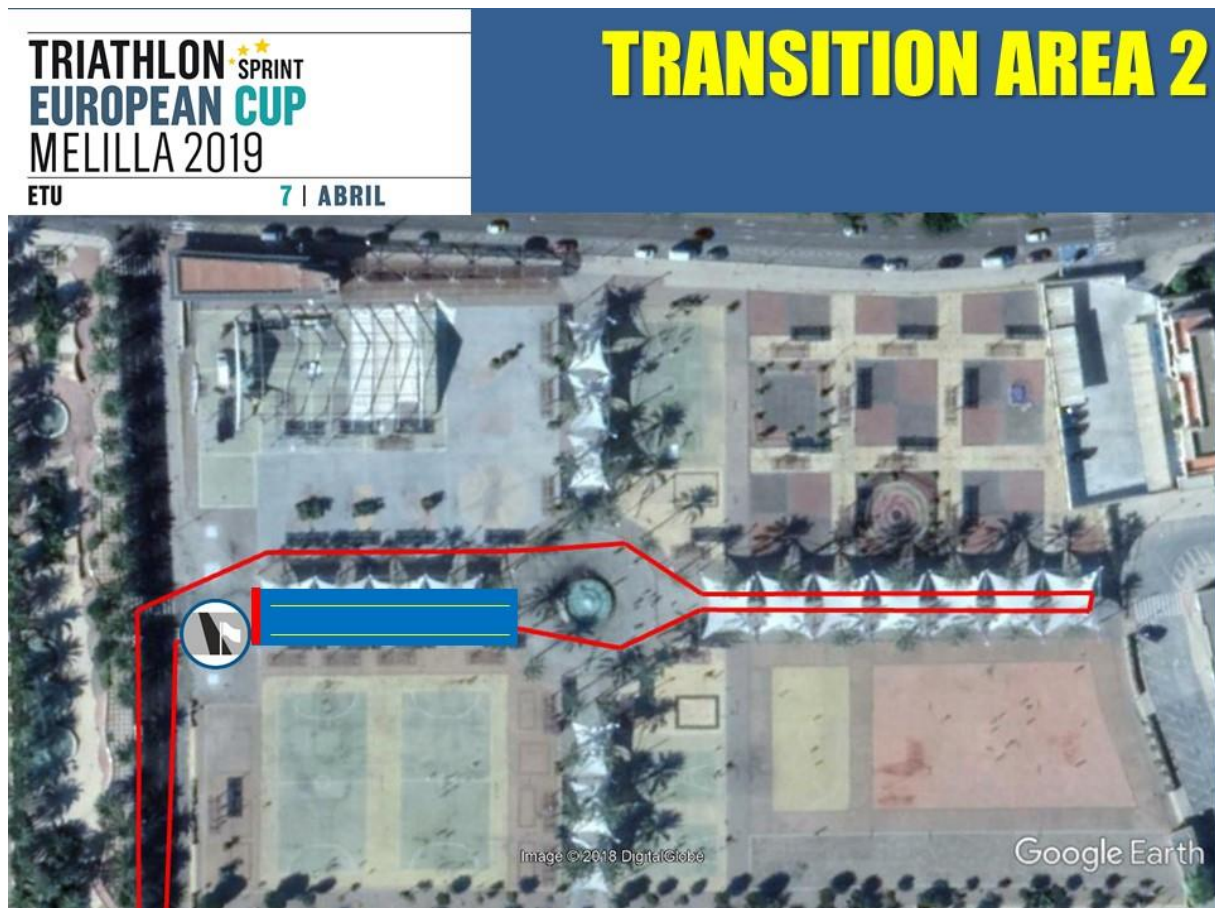 TRIATHLON SPRINT
EUROPEAN CUP
MELILLA 2019
ETU 7 | ABRIL
TRANSITION AREA 2
Image © 2018 DigitalGlobe
Google Earth